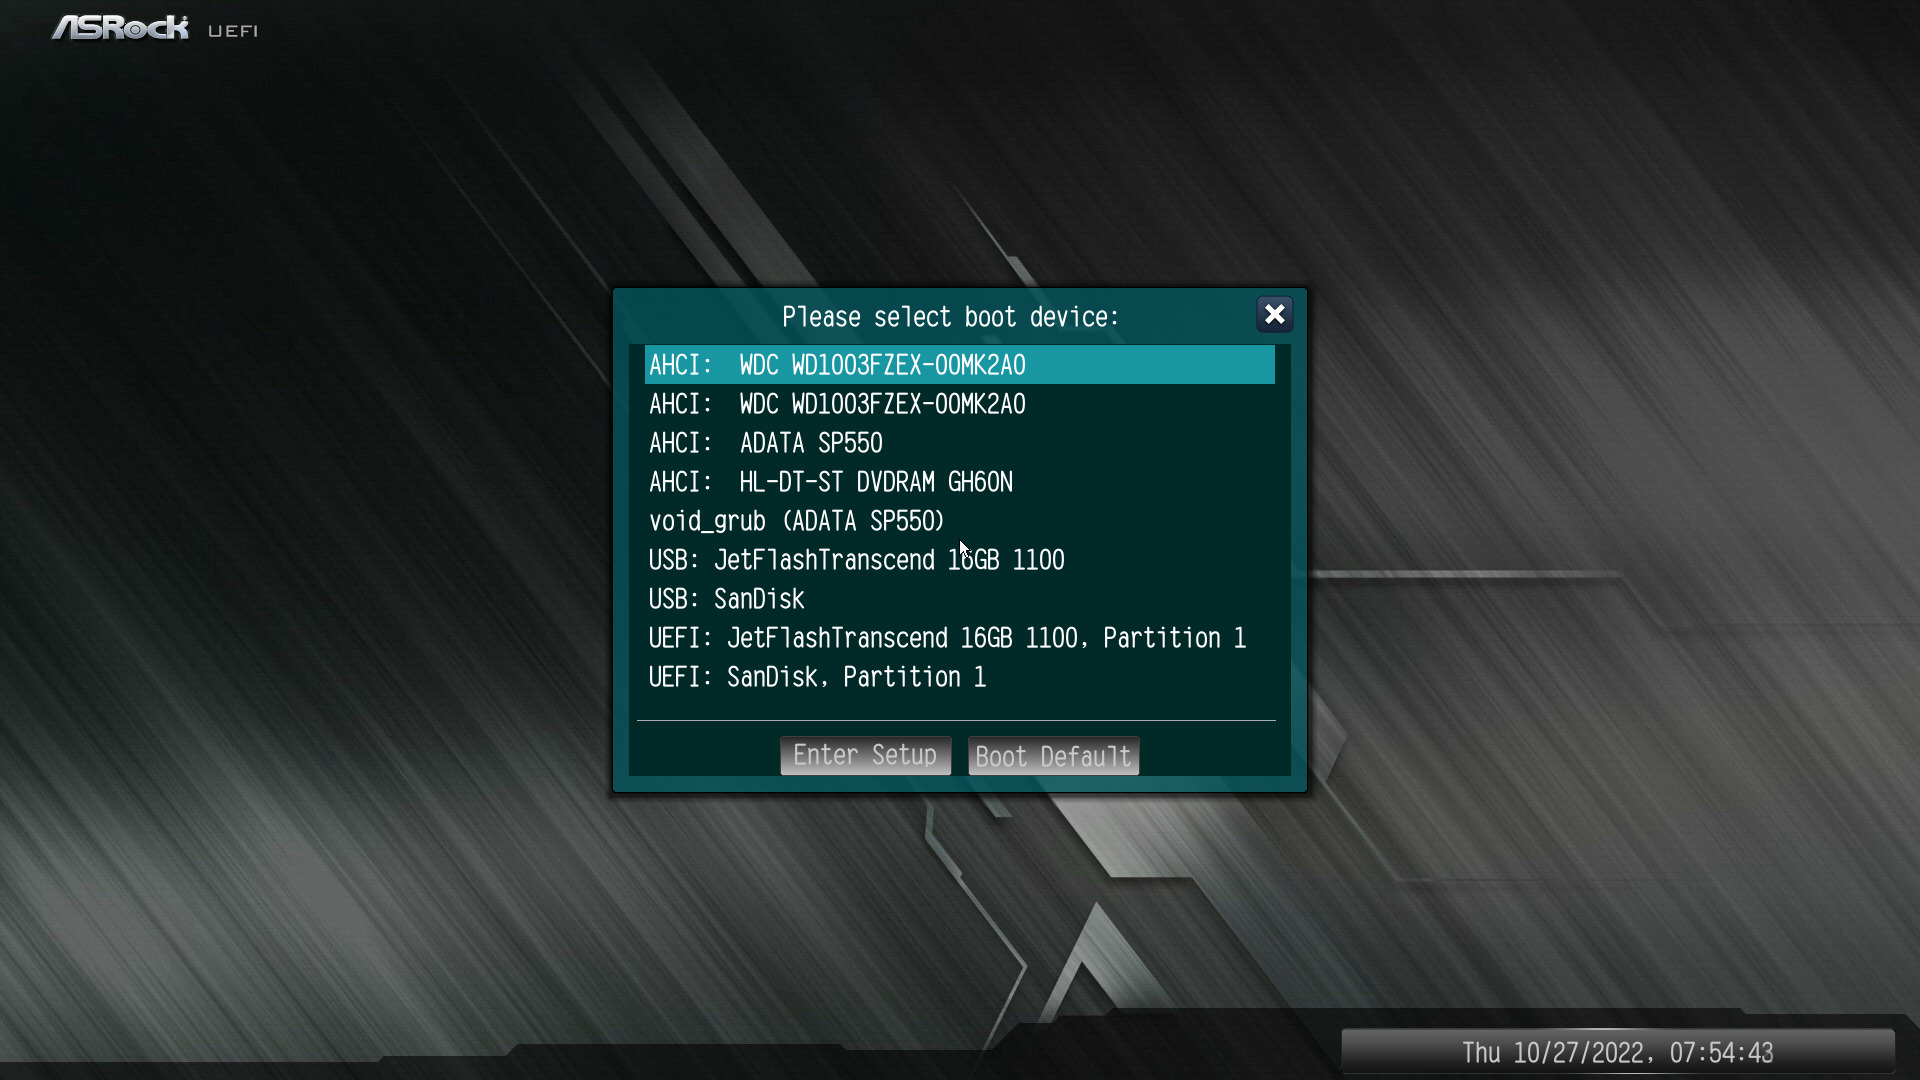 ASRock UEFI
Please select boot device:
AHCI: WDC WD1003FZEX-00MK2A0
AHCI: WDC WD1003FZEX-00MK2A0
AHCI: ADATA SP550
AHCI: HL-DT-ST DVDRAM GH60N
void_grub (ADATA SP550)
USB: JetFlashTranscend 16GB 1100
USB: SanDisk
UEFI: JetFlashTranscend 16GB 1100, Partition 1
UEFI: SanDisk, Partition 1
Enter Setup Boot Default
Thu 10/27/2022, 07:54:43